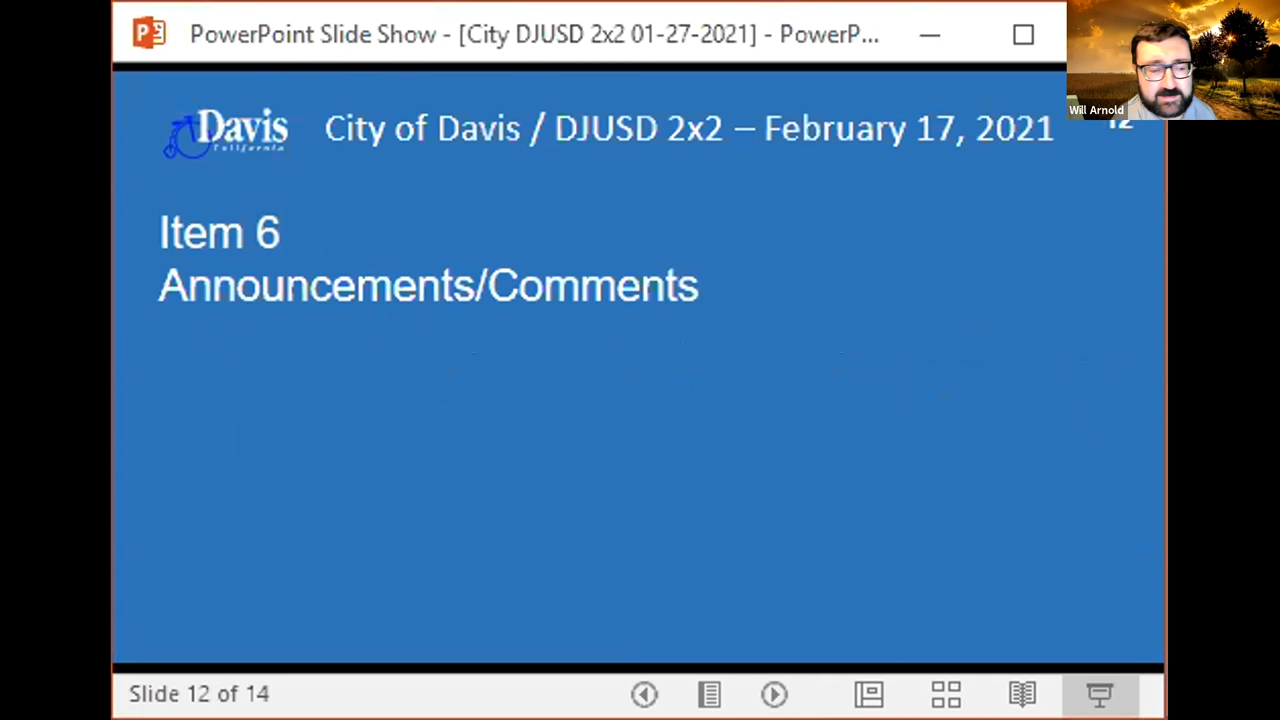 PowerPoint Slide Show - [City DJUSD 2x2 01-27-2021] - PowerP...
Will Arnold
Davis
California
City of Davis / DJUSD 2x2 – February 17, 2021
12
Item 6
Announcements/Comments
Slide 12 of 14